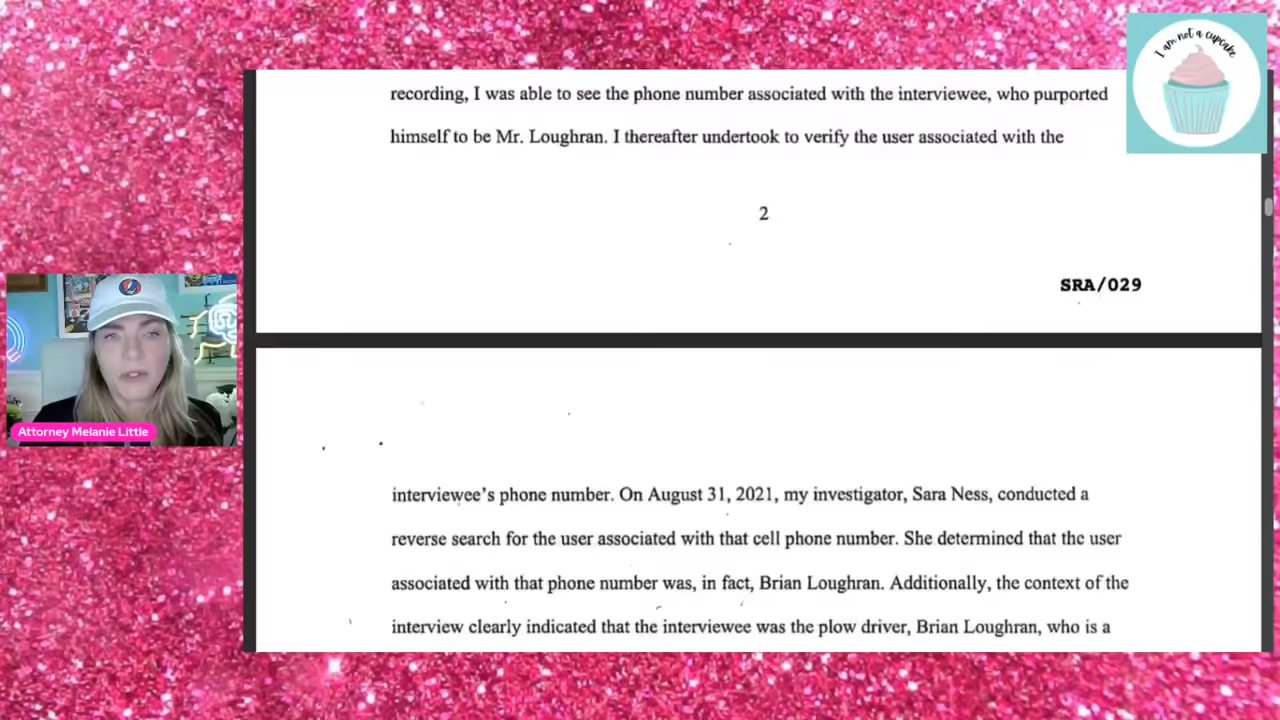 I am not a cupcake
recording, I was able to see the phone number associated with the interviewee, who purported
himself to be Mr. Loughran. I thereafter undertook to verify the user associated with the
2
SRA/029
Attorney Melanie Little
interviewee's phone number. On August 31, 2021, my investigator, Sara Ness, conducted a
reverse search for the user associated with that cell phone number. She determined that the user
associated with that phone number was, in fact, Brian Loughran. Additionally, the context of the
interview clearly indicated that the interviewee was the plow driver, Brian Loughran, who is a